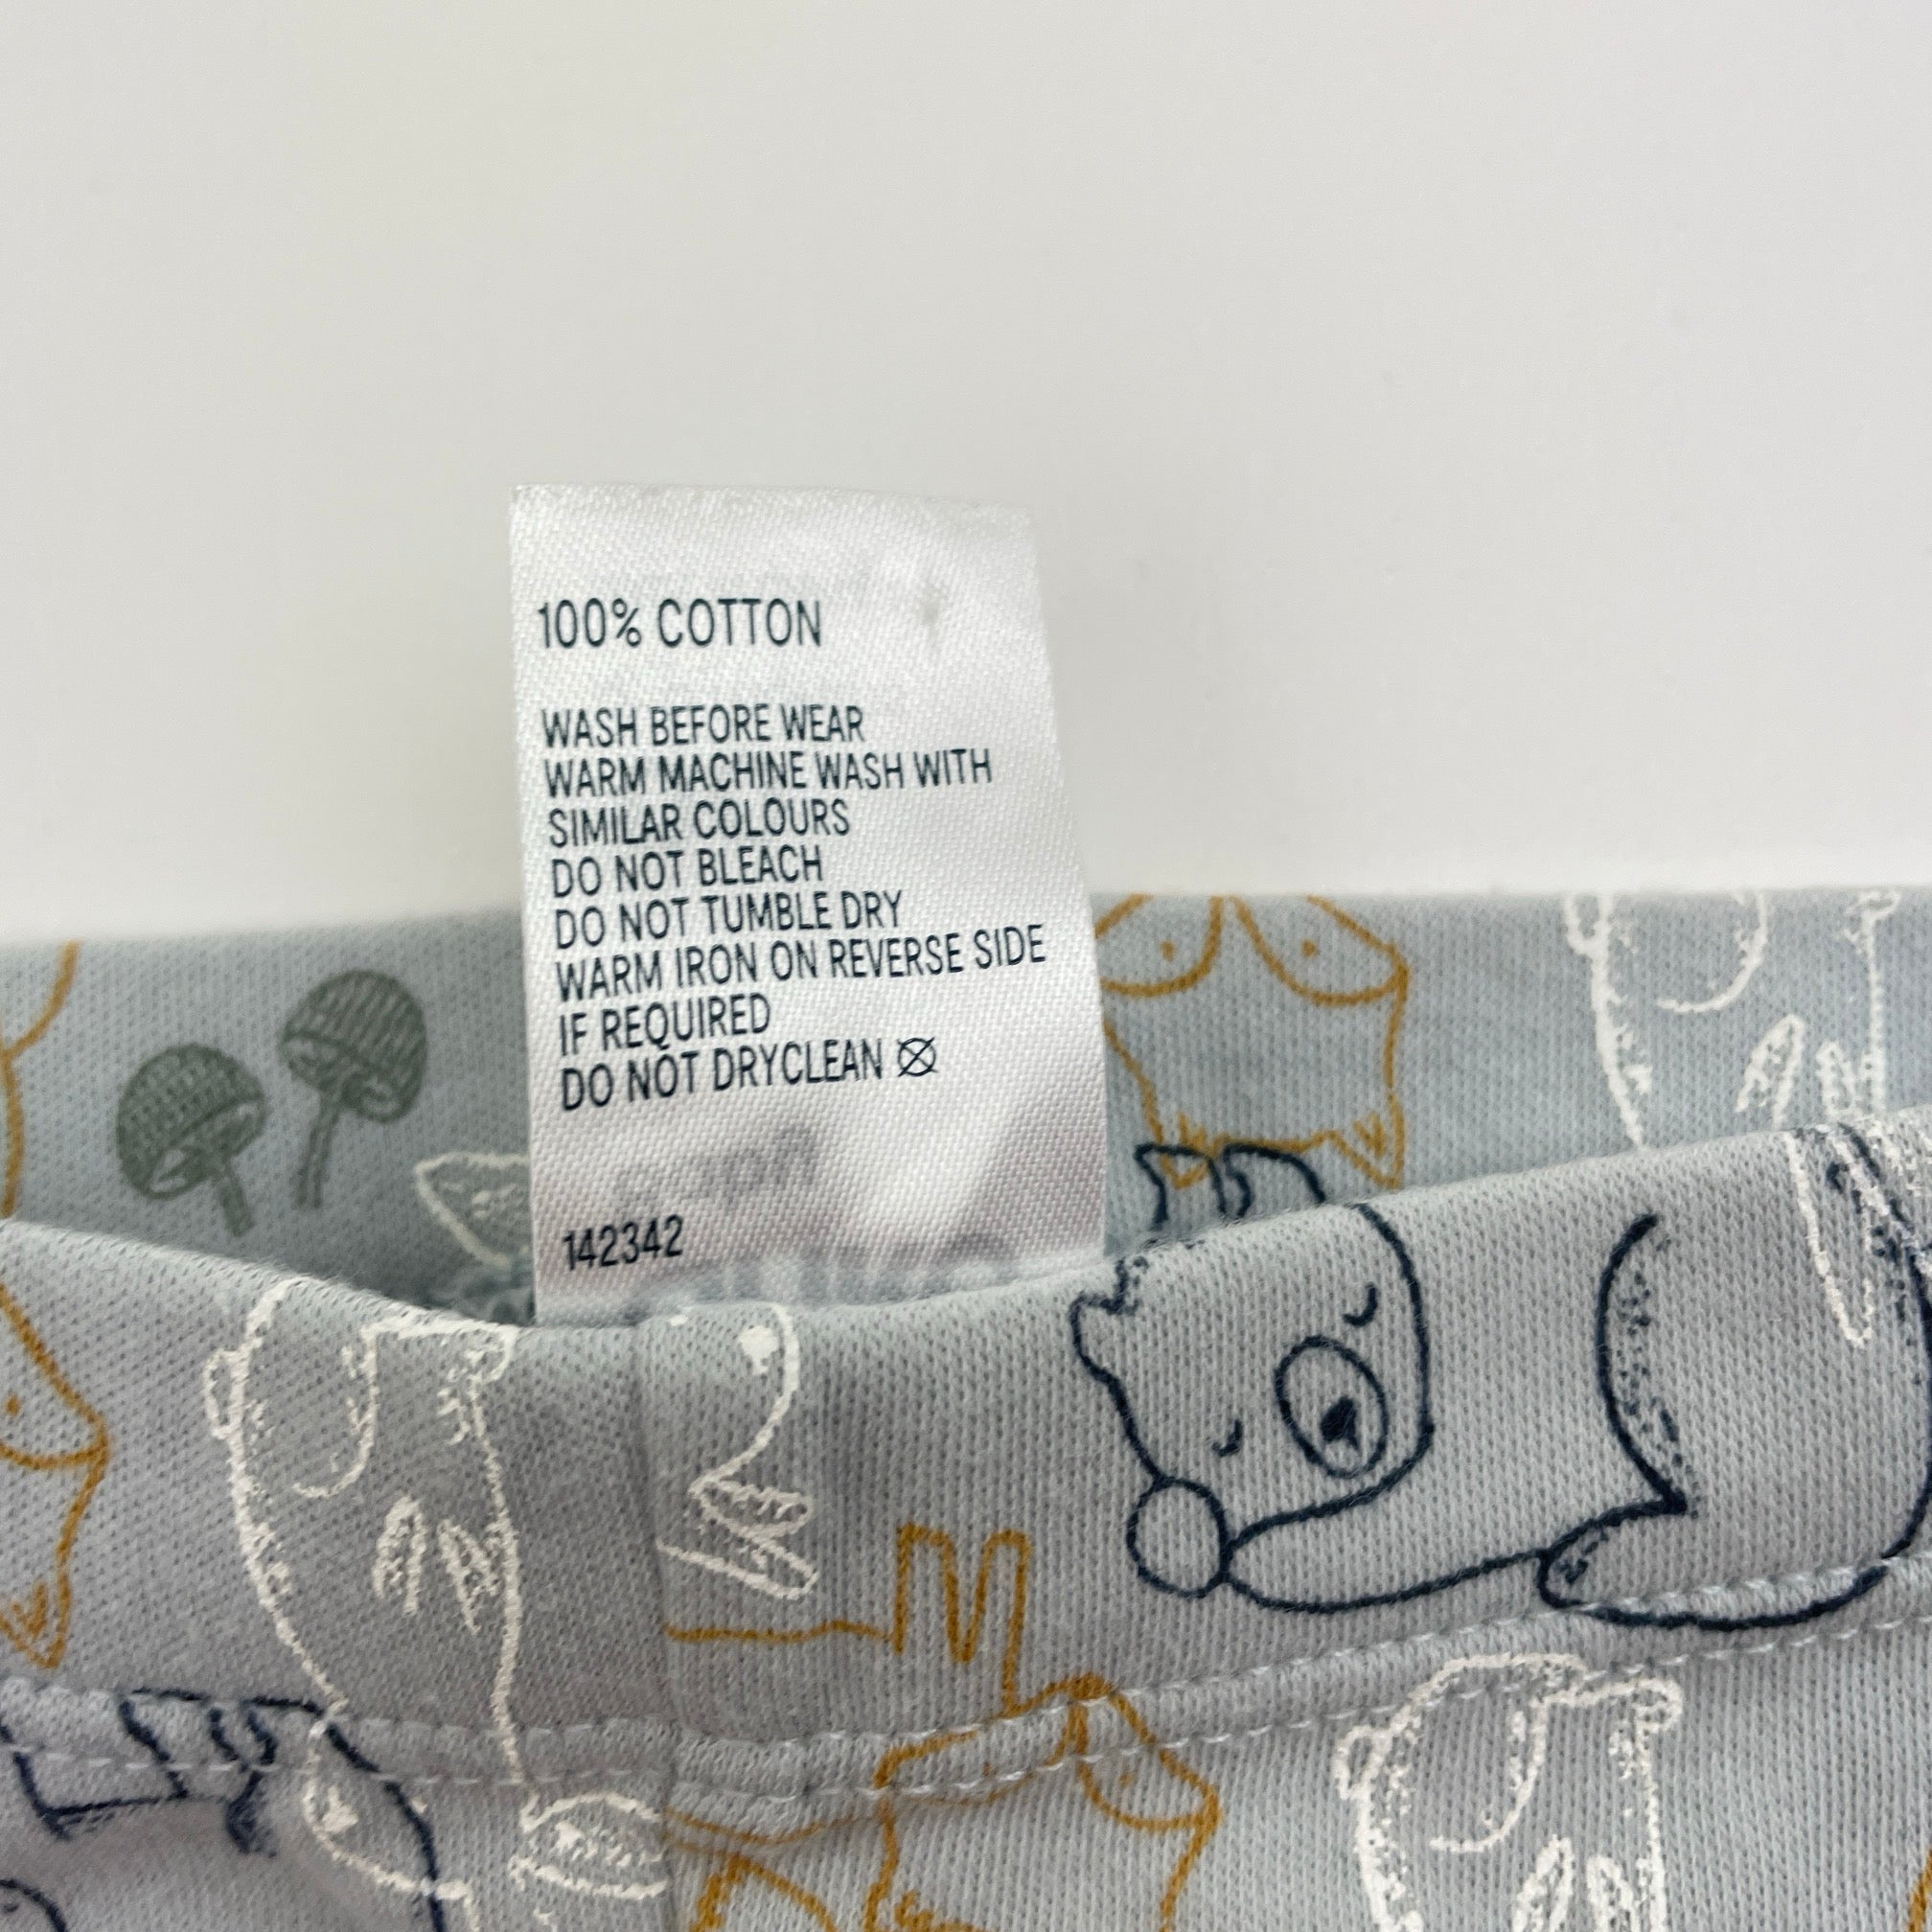 100% COTTON
WASH BEFORE WEAR
WARM MACHINE WASH WITH
SIMILAR COLOURS
DO NOT BLEACH
DO NOT TUMBLE DRY
WARM IRON ON REVERSE SIDE
IF REQUIRED
DO NOT DRYCLEAN
142342